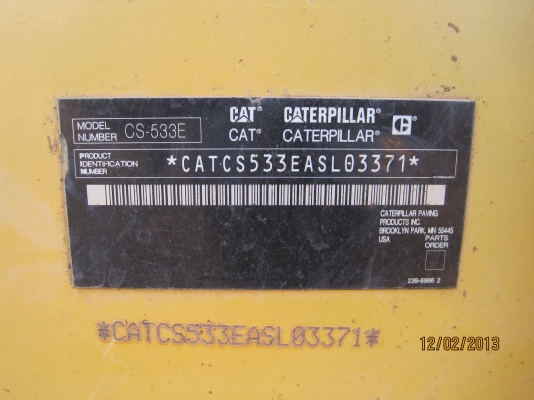 MODEL NUMBER CS-533E
CAT CATERPILLAR C
CAT® CATERPILLAR®
PRODUCT IDENTIFICATION NUMBER *CATCS533EASL03371*
CATERPILLAR PAVING
PRODUCTS INC.
BROOKLYN PARK, MN 55445
USA
PARTS ORDER
239-6986 2
*CATCS533EASL03371*
12/02/2013